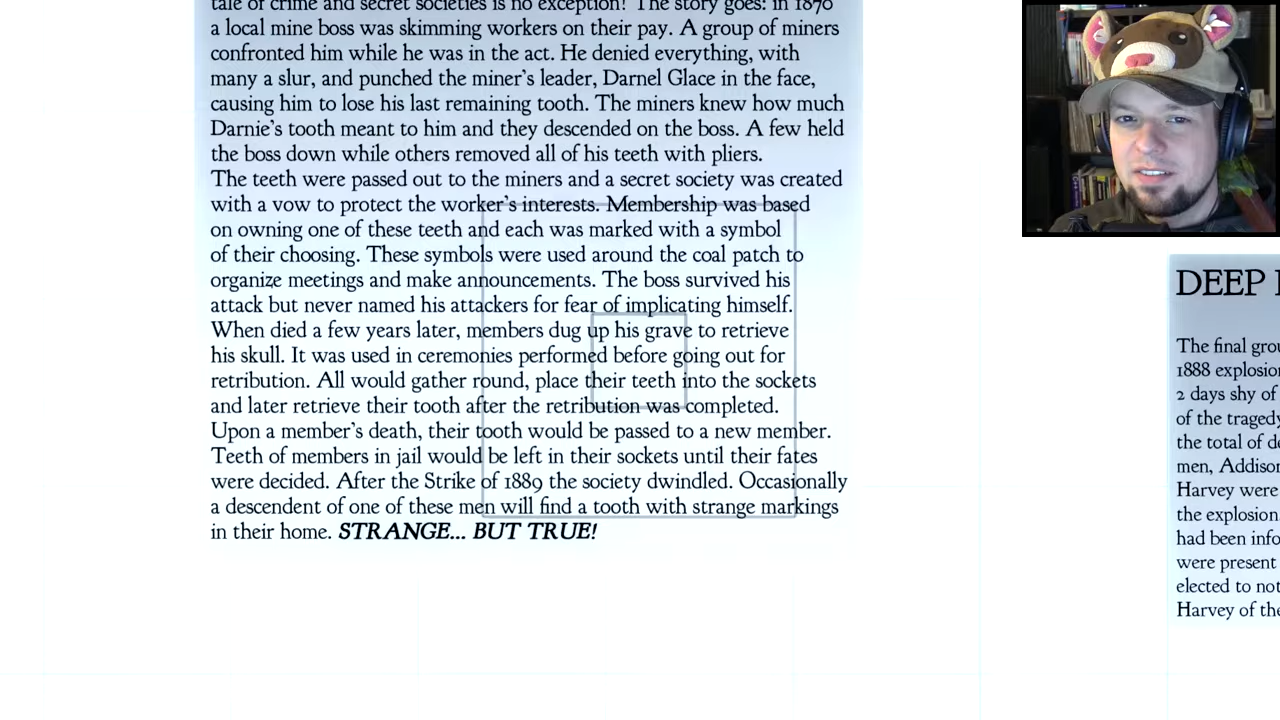 tale of crime and secret societies is no exception! The story goes: in 1870
a local mine boss was skimming workers on their pay. A group of miners
confronted him while he was in the act. He denied everything, with
many a slur, and punched the miner's leader, Darnel Glace in the face,
causing him to lose his last remaining tooth. The miners knew how much
Darnie's tooth meant to him and they descended on the boss. A few held
the boss down while others removed all of his teeth with pliers.
The teeth were passed out to the miners and a secret society was created
with a vow to protect the worker's interests. Membership was based
on owning one of these teeth and each was marked with a symbol
of their choosing. These symbols were used around the coal patch to
organize meetings and make announcements. The boss survived his
attack but never named his attackers for fear of implicating himself.
When died a few years later, members dug up his grave to retrieve
his skull. It was used in ceremonies performed before going out for
retribution. All would gather round, place their teeth into the sockets
and later retrieve their tooth after the retribution was completed.
Upon a member's death, their tooth would be passed to a new member.
Teeth of members in jail would be left in their sockets until their fates
were decided. After the Strike of 1889 the society dwindled. Occasionally
a descendent of one of these men will find a tooth with strange markings
in their home. STRANGE... BUT TRUE!
DEEP
The final
1888
2 days shy of
of the tragedy
the total of
men,
Harvey were
the explosion
had been
were present
elected to not
Harvey of the